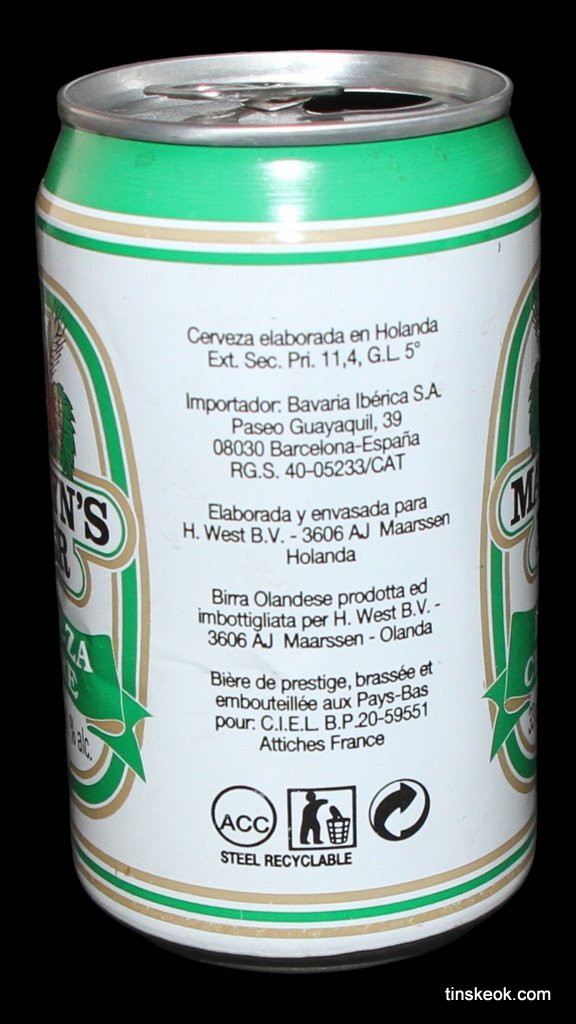 Cerveza elaborada en Holanda
Ext. Sec. Pri. 11,4, G.L. 5°
Importador: Bavaria Ibérica S.A.
Paseo Guayaquil, 39
08030 Barcelona-España
RG.S. 40-05233/CAT
Elaborada y envasada para
H. West B.V. - 3606 AJ Maarssen
Holanda
Birra Olandese prodotta ed
imbottigliata per H. West B.V. -
3606 AJ Maarssen - Olanda
Bière de prestige, brassée et
embouteillée aux Pays-Bas
pour: C.I.E.L. B.P.20-59551
Attiches France
ACC
STEEL RECYCLABLE
tinskeok.com